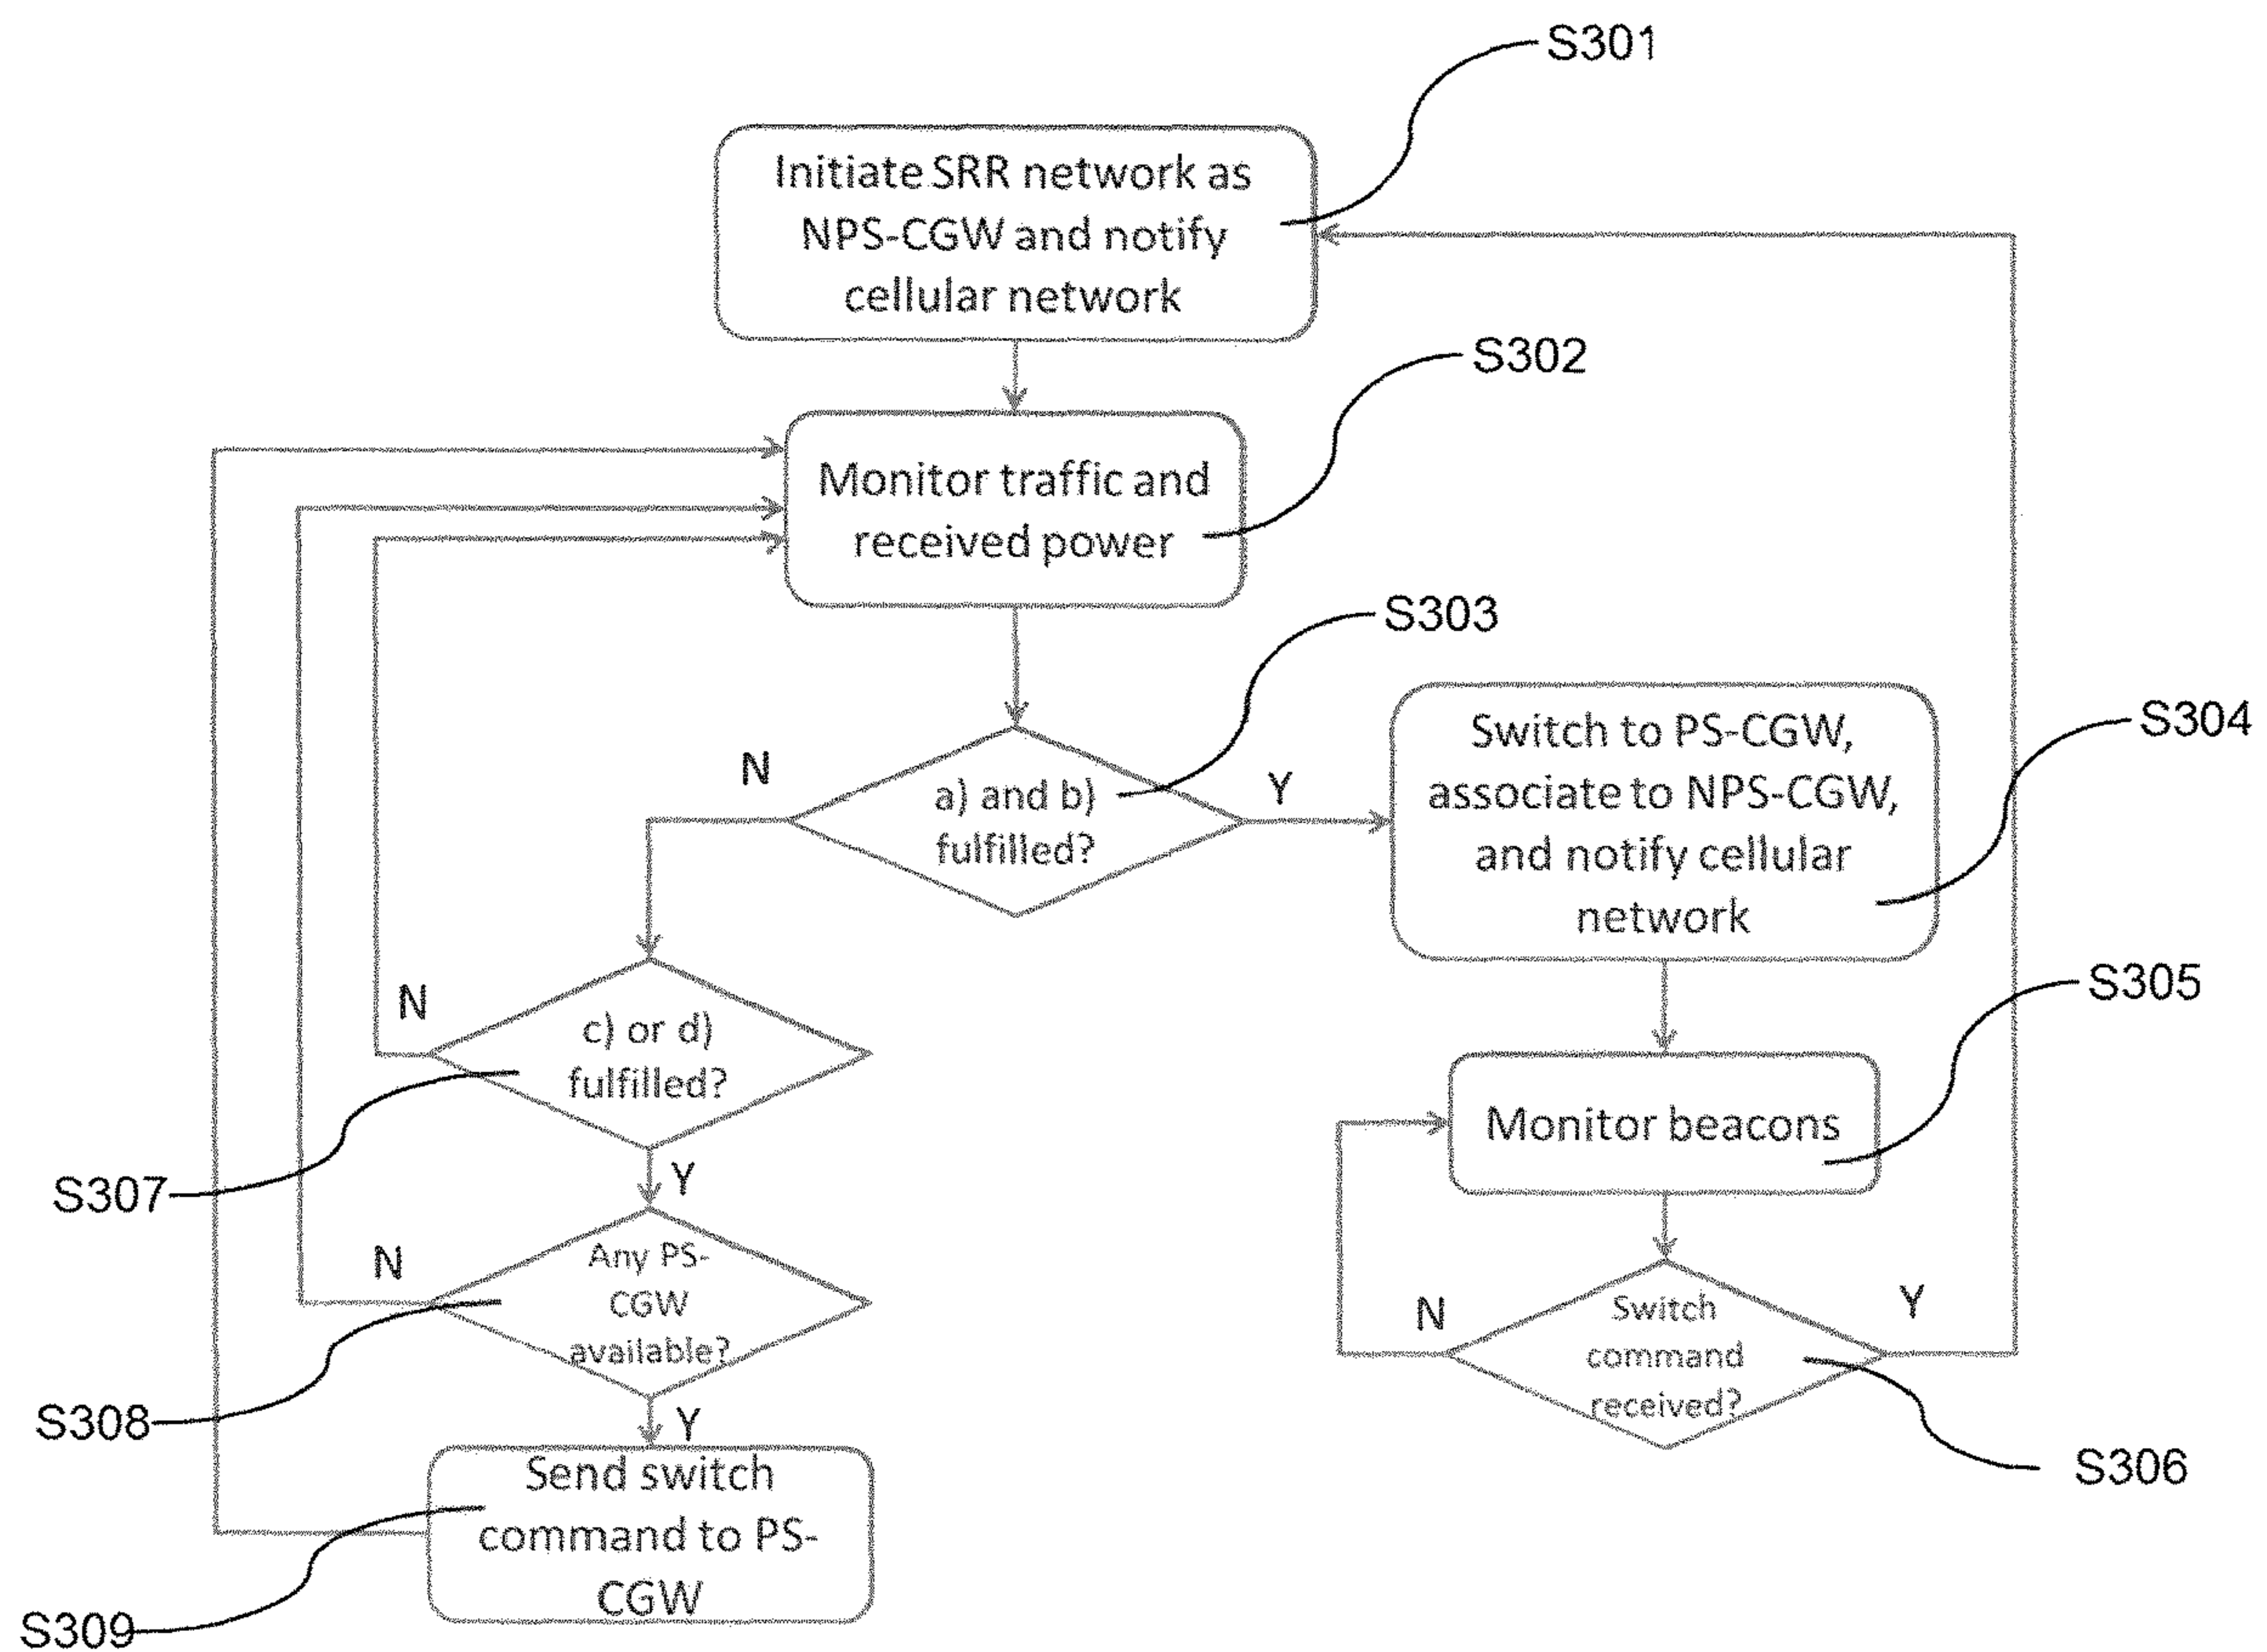 S301
Initiate SRR network as
NPS-CGW and notify
cellular network
S302
Monitor traffic and
received power
S303
N
a) and b)
fulfilled?
Y
Switch to PS-CGW,
associate to NPS-CGW,
and notify cellular
network
S304
N
c) or d)
fulfilled?
S307
Y
S305
Monitor beacons
N
Any PS-
CGW
available?
S308
Y
N
Switch
command
received?
Y
S306
Send switch
command to PS-
CGW
S309